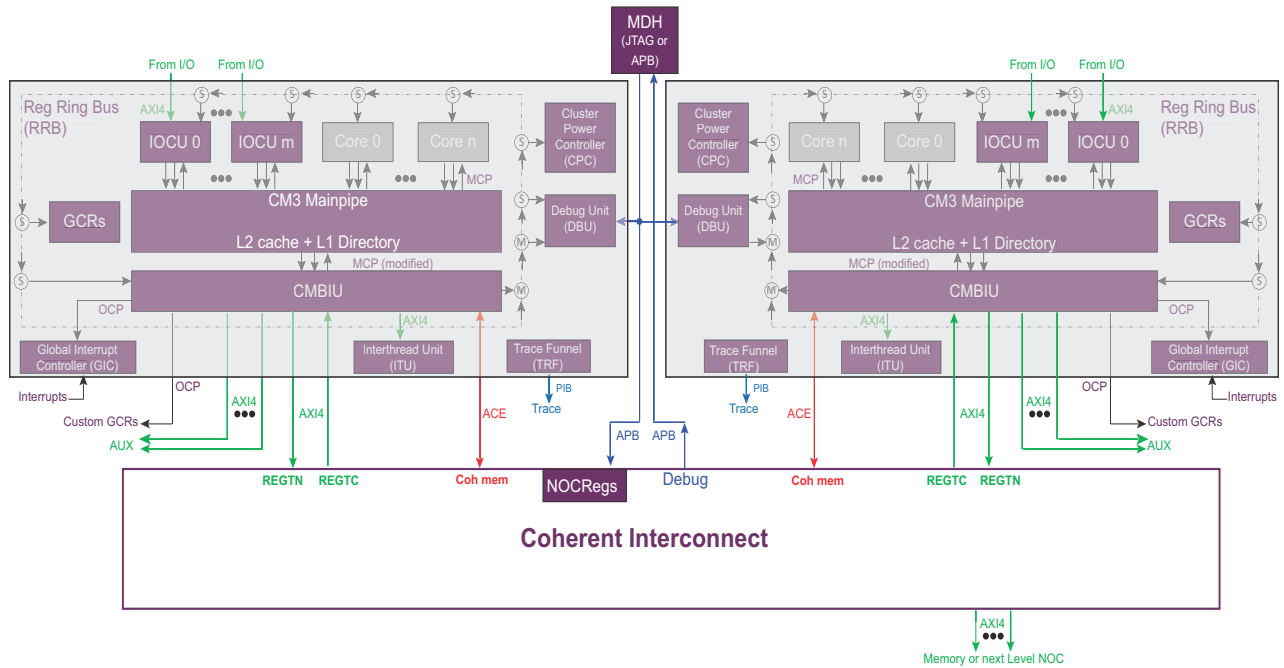 MDH
(JTAG or
APB)
From I/O
From I/O
Reg Ring Bus
(RRB)
AXI4
S
S
S
S
IOCU 0
IOCU m
Core 0
Core n
S
Cluster
Power
Controller
(CPC)
MCP
CM3 Mainpipe
S
S
GCRs
Debug Unit
(DBU)
M
L2 cache + L1 Directory
MCP (modified)
S
CMBIU
M
OCP
AXI4
Global Interrupt
Controller (GIC)
Interthread Unit
(ITU)
Trace Funnel
(TRF)
OCP
Interrupts
AXI4
AXI4
ACE
PIB
Trace
Custom GCRs
AUX
REGTN
REGTC
Coh mem
From I/O
From I/O
Reg Ring Bus
(RRB)
AXI4
S
S
S
S
Cluster
Power
Controller
(CPC)
S
Core n
Core 0
IOCU m
IOCU 0
MCP
CM3 Mainpipe
S
Debug Unit
(DBU)
M
GCRs
S
L2 cache + L1 Directory
MCP (modified)
M
CMBIU
S
OCP
AXI4
Trace Funnel
(TRF)
Interthread Unit
(ITU)
Global Interrupt
Controller (GIC)
PIB
Trace
ACE
AXI4
AXI4
OCP
Interrupts
Custom GCRs
AUX
APB
APB
NOCRegs
Debug
Coh mem
REGTC
REGTN
Coherent Interconnect
AXI4
Memory or next Level NOC